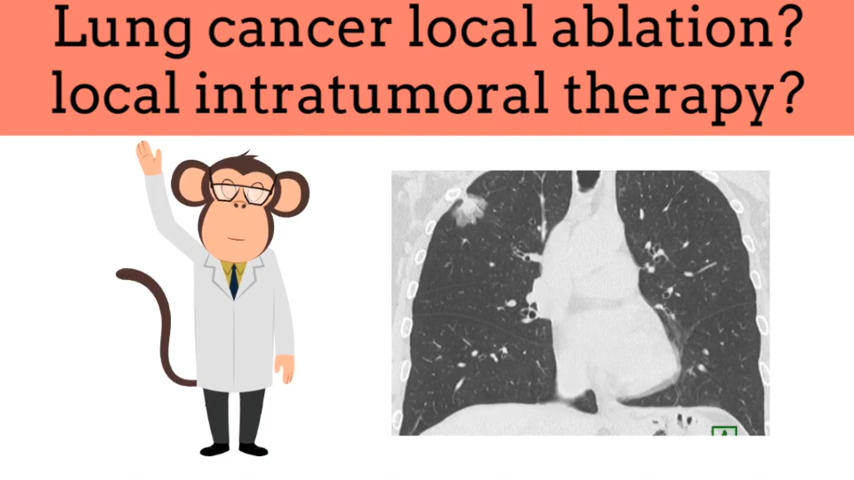 Lung cancer local ablation?
local intratumoral therapy?